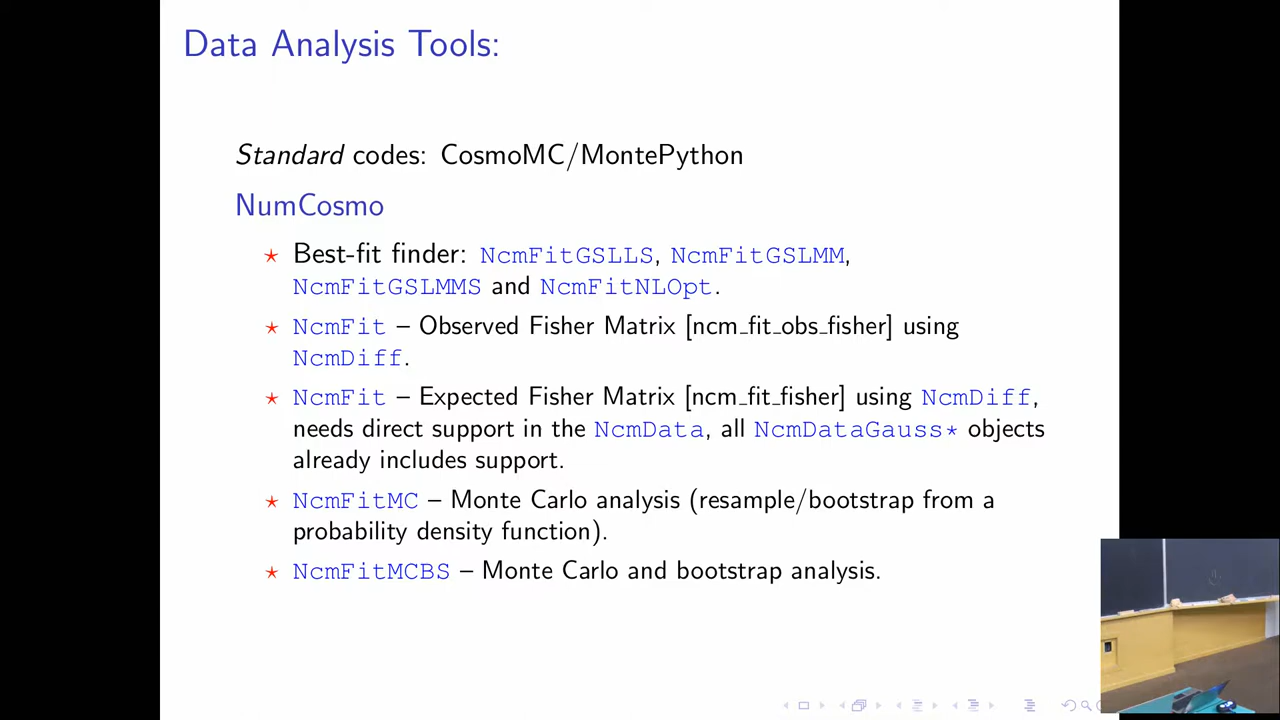 Data Analysis Tools:
Standard codes: CosmoMC/MontePython
NumCosmo
⋆ Best-fit finder: NcmFitGSLLS, NcmFitGSLMM,
NcmFitGSLMMS and NcmFitNLOpt.
⋆ NcmFit – Observed Fisher Matrix [ncm_fit_obs_fisher] using
NcmDiff.
⋆ NcmFit – Expected Fisher Matrix [ncm_fit_fisher] using NcmDiff,
needs direct support in the NcmData, all NcmDataGauss* objects
already includes support.
⋆ NcmFitMC – Monte Carlo analysis (resample/bootstrap from a
probability density function).
⋆ NcmFitMCBS – Monte Carlo and bootstrap analysis.